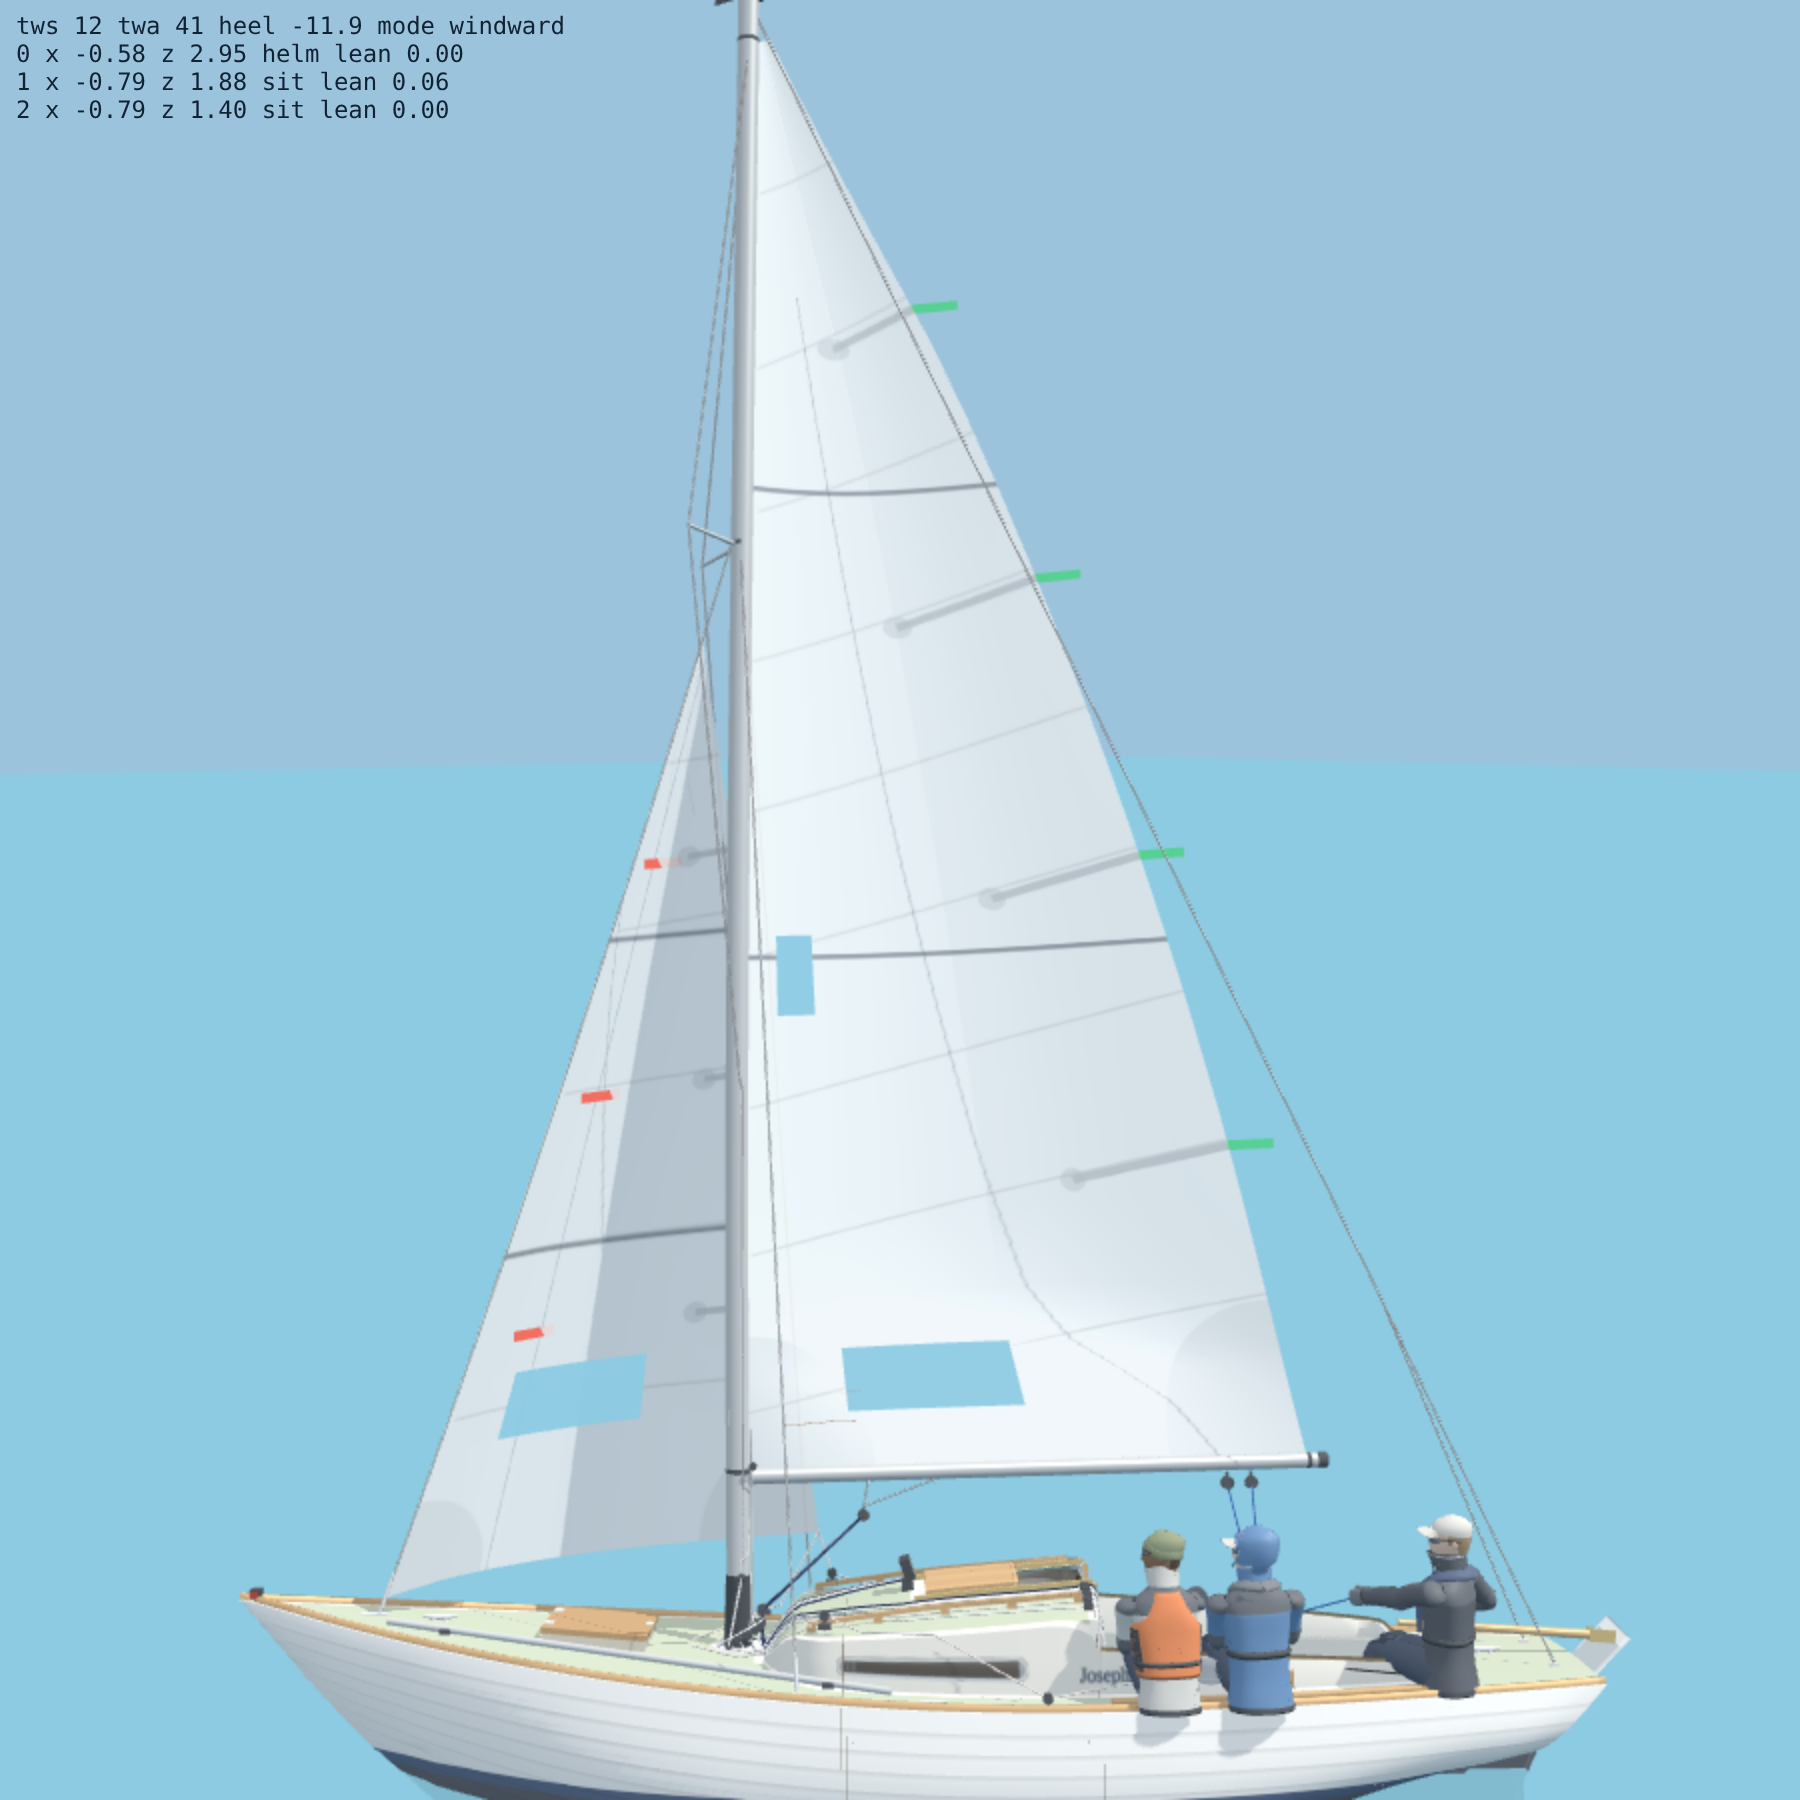 tws 12 twa 41 heel -11.9 mode windward
0 x -0.58 z 2.95 helm lean 0.00
1 x -0.79 z 1.88 sit lean 0.06
2 x -0.79 z 1.40 sit lean 0.00